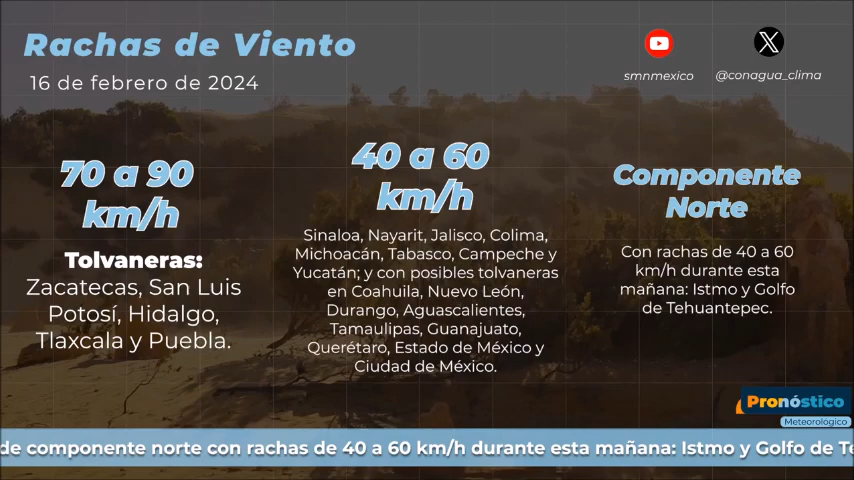 Rachas de Viento
16 de febrero de 2024
smnmexico
@conagua_clima
70 a 90
km/h
Tolvaneras:
Zacatecas, San Luis
Potosí, Hidalgo,
Tlaxcala y Puebla.
40 a 60
km/h
Sinaloa, Nayarit, Jalisco, Colima,
Michoacán, Tabasco, Campeche y
Yucatán; y con posibles tolvaneras
en Coahuila, Nuevo León,
Durango, Aguascalientes,
Tamaulipas, Guanajuato,
Querétaro, Estado de México y
Ciudad de México.
Componente
Norte
Con rachas de 40 a 60
km/h durante esta
mañana: Istmo y Golfo
de Tehuantepec.
Pronóstico
Meteorológico
de componente norte con rachas de 40 a 60 km/h durante esta mañana: Istmo y Golfo de Te